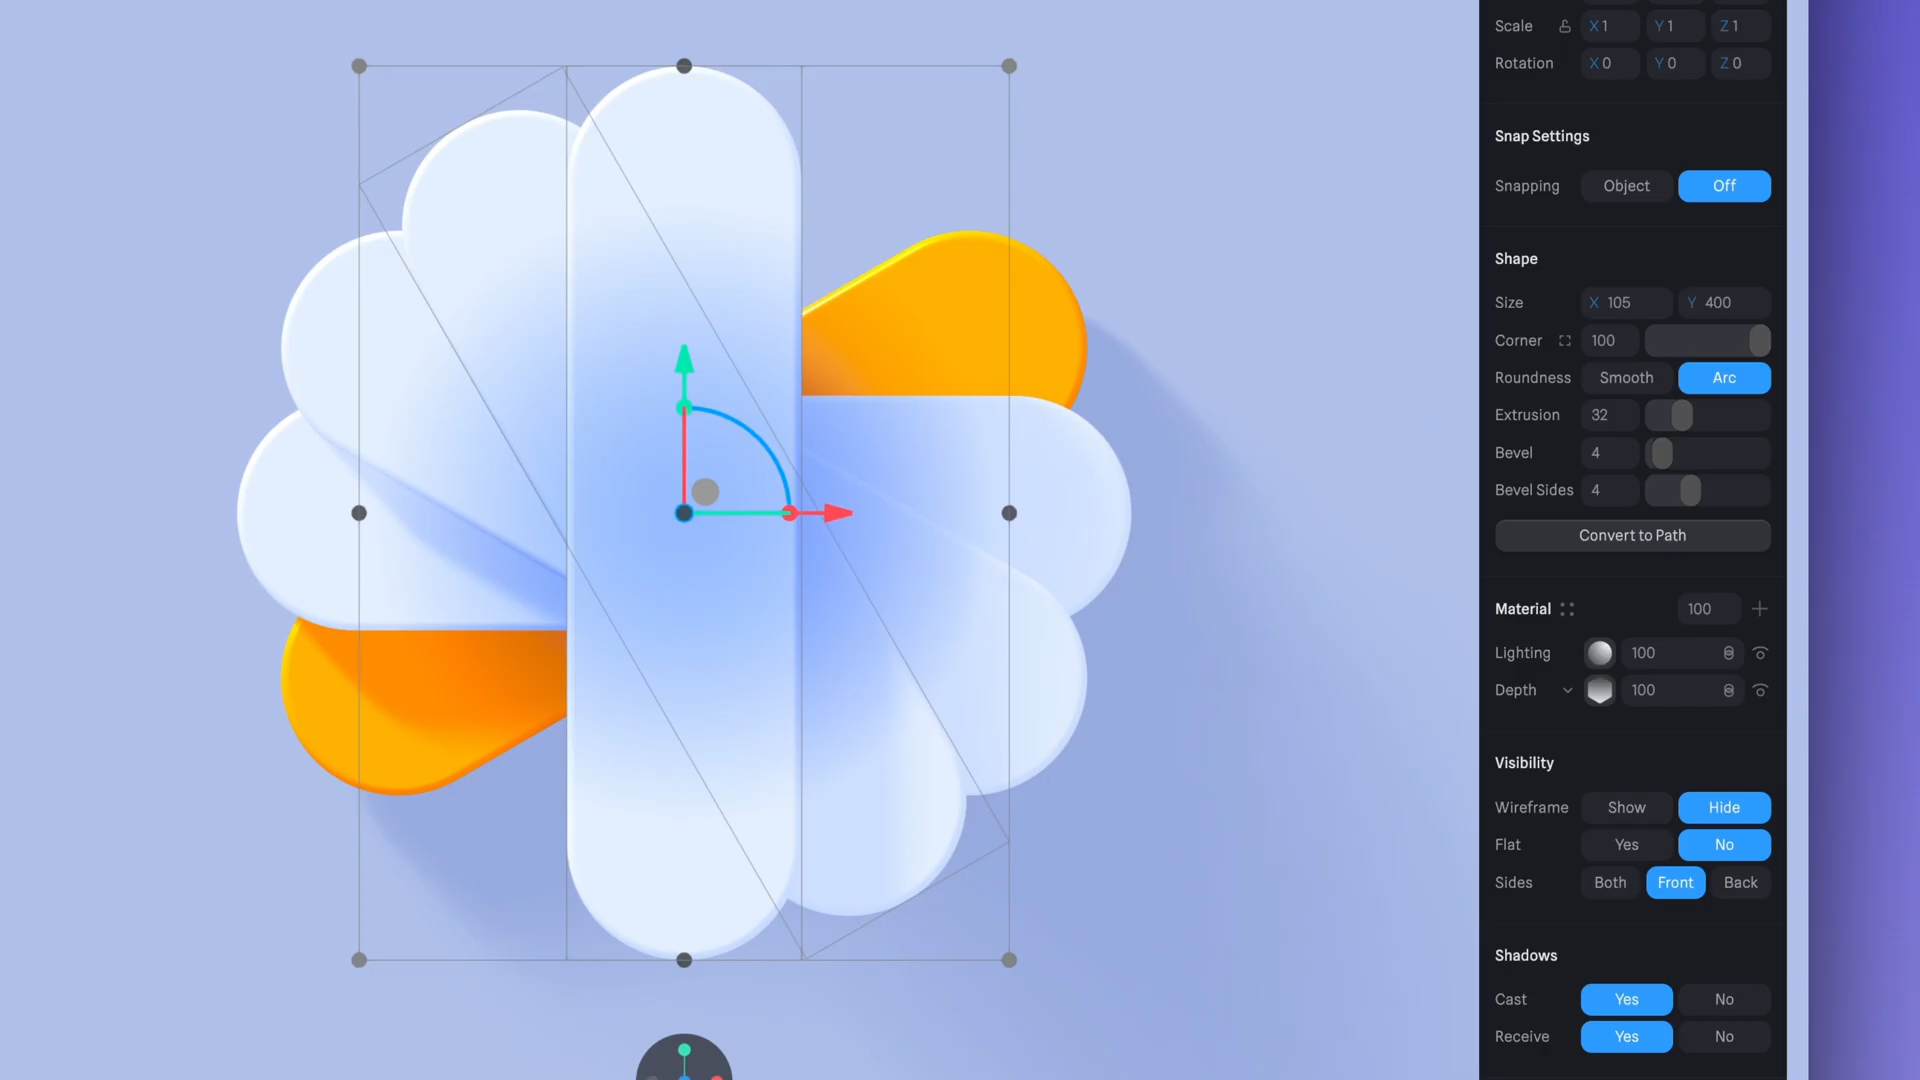 Scale X 1 Y 1 Z 1
Rotation X 0 Y 0 Z 0
Snap Settings
Snapping Object Off
Shape
Size X 105 Y 400
Corner 100
Roundness Smooth Arc
Extrusion 32
Bevel 4
Bevel Sides 4
Convert to Path
Material 100
Lighting 100
Depth 100
Visibility
Wireframe Show Hide
Flat Yes No
Sides Both Front Back
Shadows
Cast Yes No
Receive Yes No